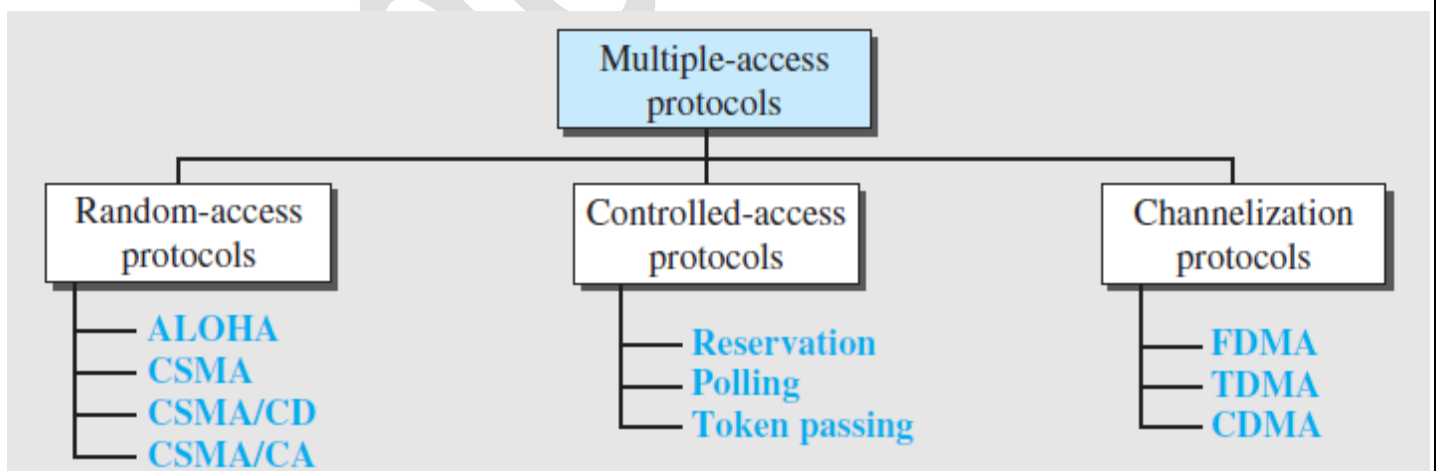 Multiple-access
protocols
Random-access
protocols
ALOHA
CSMA
CSMA/CD
CSMA/CA
Controlled-access
protocols
Reservation
Polling
Token passing
Channelization
protocols
FDMA
TDMA
CDMA